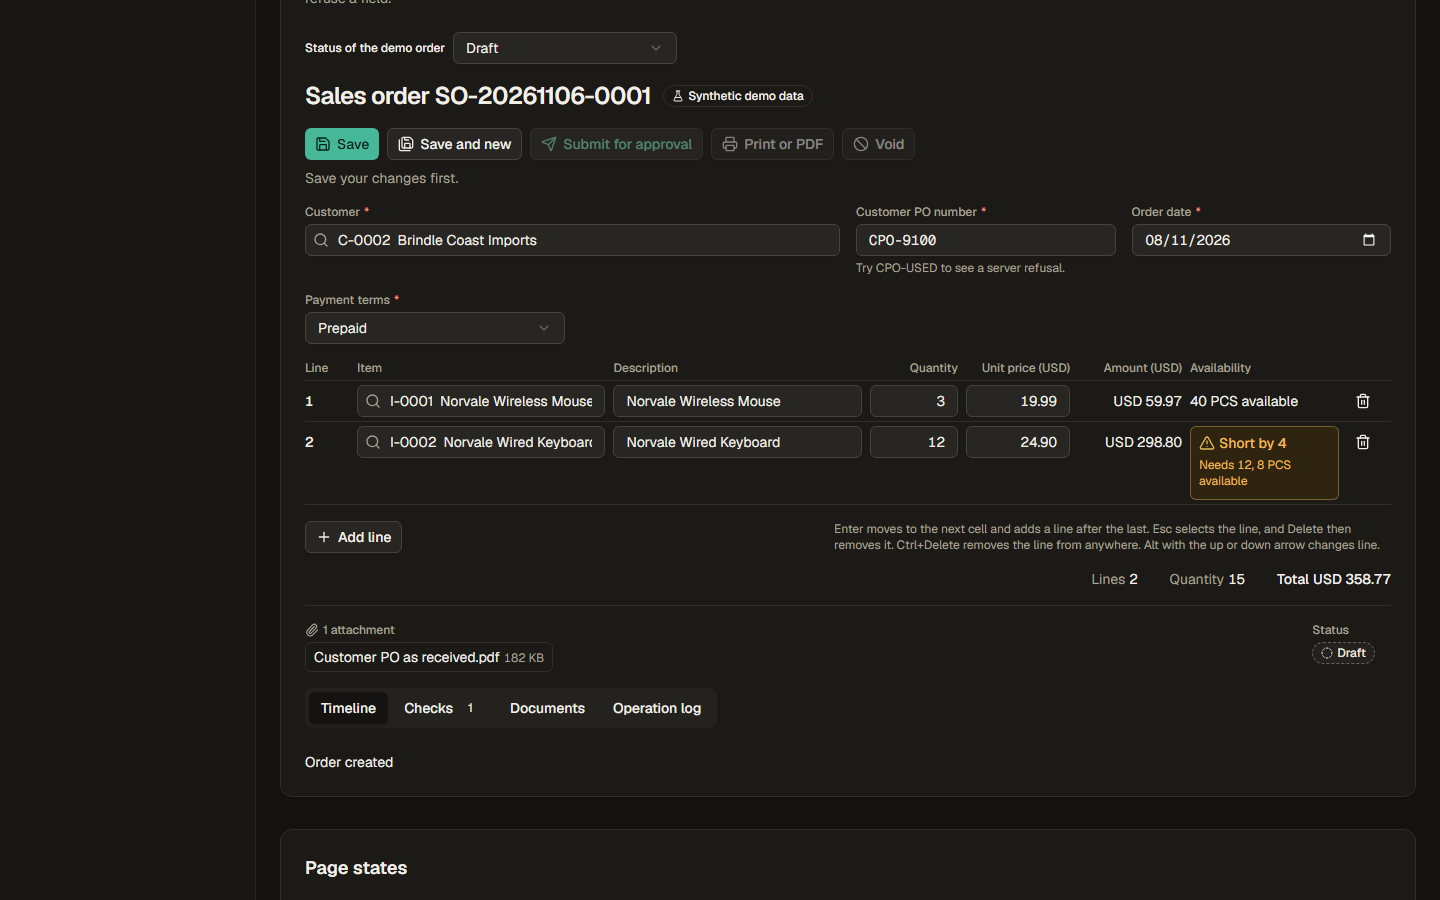 Status of the demo order Draft
Sales order SO-20261106-0001 Synthetic demo data
Save Save and new Submit for approval Print or PDF Void
Save your changes first.
Customer * Customer PO number * Order date *
C-0002 Brindle Coast Imports CPO-9100 08/11/2026
Try CPO-USED to see a server refusal.
Payment terms *
Prepaid
Line Item Description Quantity Unit price (USD) Amount (USD) Availability
1 I-0001 Norvale Wireless Mouse Norvale Wireless Mouse 3 19.99 USD 59.97 40 PCS available
2 I-0002 Norvale Wired Keyboard Norvale Wired Keyboard 12 24.90 USD 298.80 Short by 4
Needs 12, 8 PCS
available
Add line
Enter moves to the next cell and adds a line after the last. Esc selects the line, and Delete then
removes it. Ctrl+Delete removes the line from anywhere. Alt with the up or down arrow changes line.
Lines 2 Quantity 15 Total USD 358.77
1 attachment Status
Customer PO as received.pdf 182 KB Draft
Timeline Checks 1 Documents Operation log
Order created
Page states